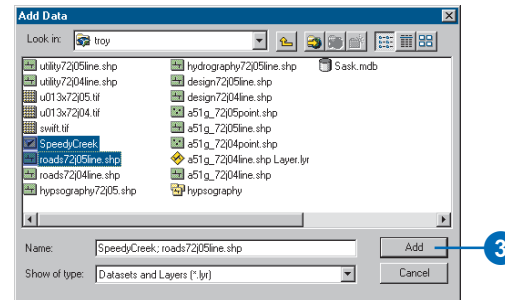 Add Data
Look in: troy
utility72j05line.shp
utility72j04line.shp
u013x72j05.tif
u013x72j04.tif
swift.tif
SpeedyCreek
roads72j05line.shp
roads72j04line.shp
hypsography72j05.shp
hydrography72j05line.shp
design72j05line.shp
design72j04line.shp
a51g_72j05point.shp
a51g_72j05line.shp
a51g_72j04point.shp
a51g_72j04line.shp Layer.lyr
a51g_72j04line.shp
hypsography
Sask.mdb
Name: SpeedyCreek; roads72j05line.shp Add 3
Show of type: Datasets and Layers (*.lyr) Cancel